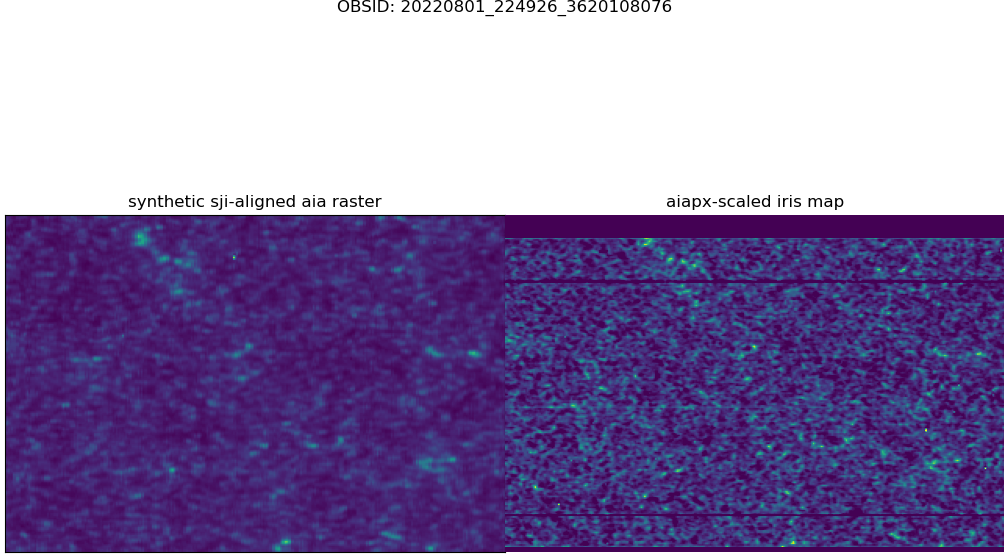 OBSID: 20220801_224926_3620108076
synthetic sji-aligned aia raster
aiapx-scaled iris map